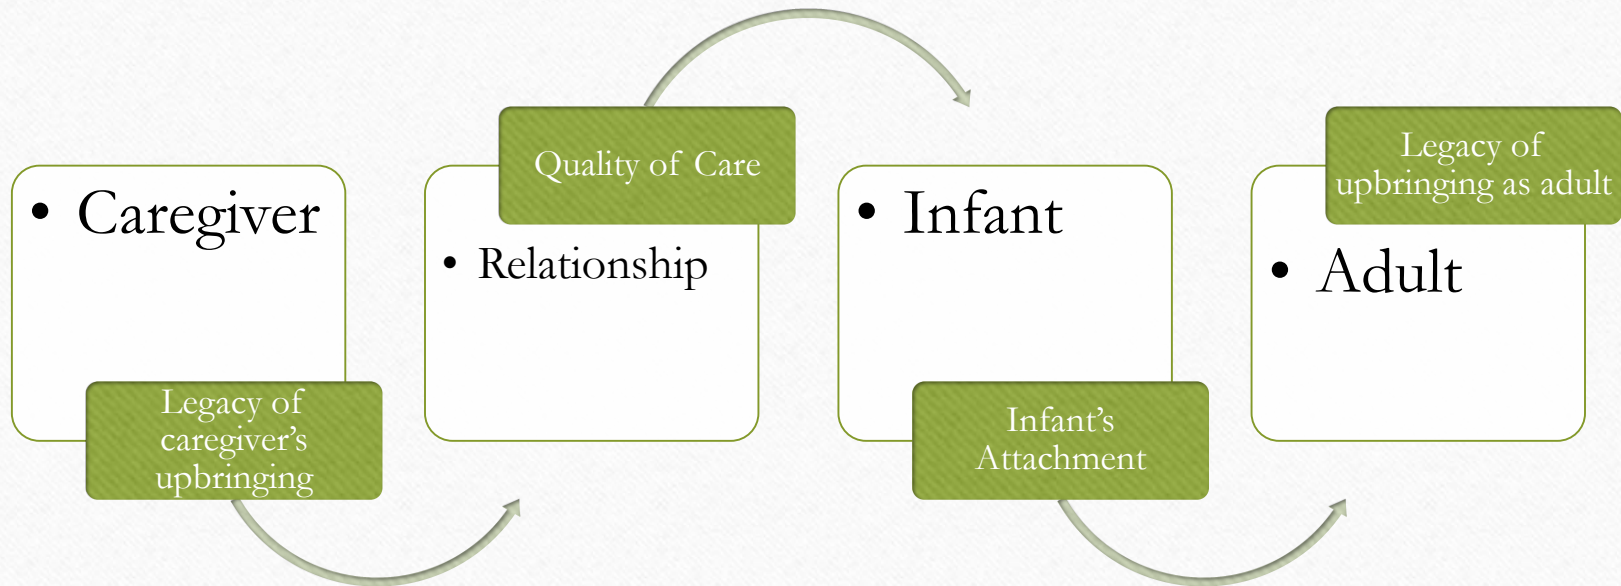 • Caregiver
Legacy of
caregiver’s
upbringing
Quality of Care
• Relationship
• Infant
Infant’s
Attachment
Legacy of
upbringing as adult
• Adult